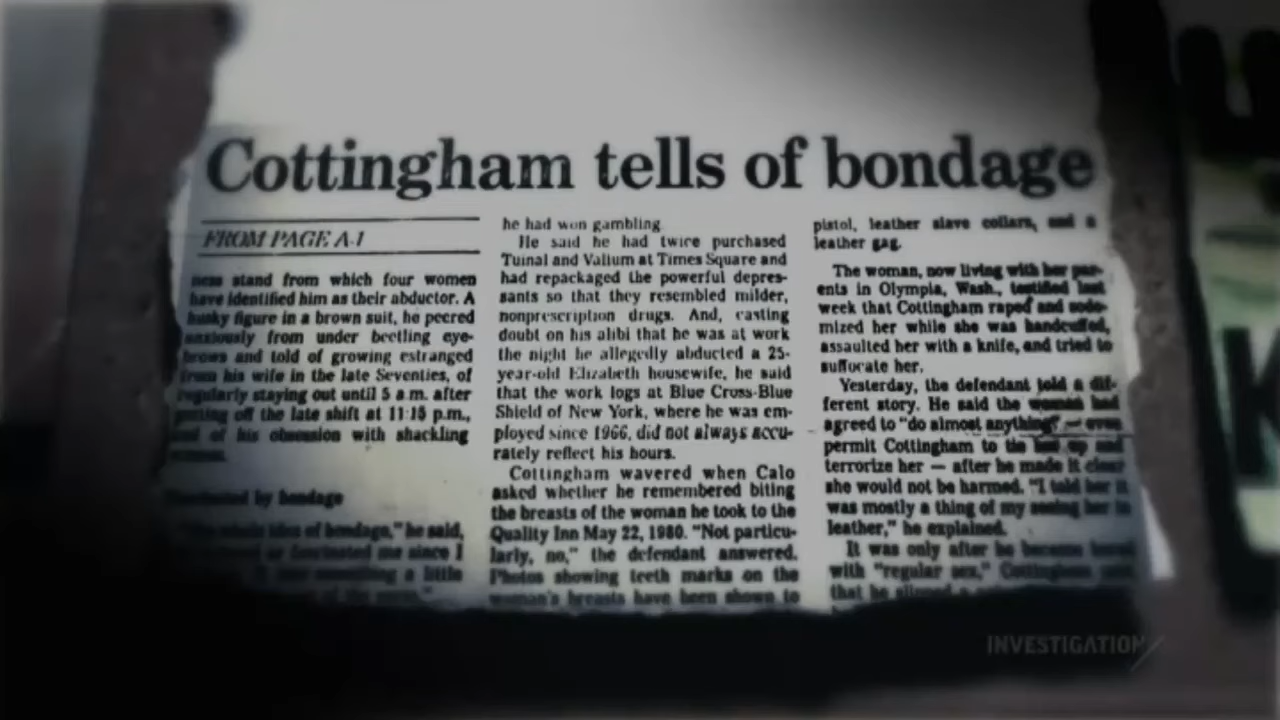 Cottingham tells of bondage
FROM PAGE A-1
ness stand from which four women
have identified him as their abductor. A
husky figure in a brown suit, he peered
anxiously from under beetling eye-
brows and told of growing estranged
from his wife in the late Seventies, of
regularly staying out until 5 a.m. after
getting off the late shift at 11:15 p.m.,
and of his obsession with shackling
by bondage
idea of bondage," he said,
fascinated me since I
a little
he had won gambling.
He said he had twice purchased
Tuinal and Valium at Times Square and
had repackaged the powerful depres-
sants so that they resembled milder,
nonprescription drugs. And, casting
doubt on his alibi that he was at work
the night he allegedly abducted a 25-
year-old Elizabeth housewife, he said
that the work logs at Blue Cross-Blue
Shield of New York, where he was em-
ployed since 1966, did not always accu-
rately reflect his hours.
Cottingham wavered when Calo
asked whether he remembered biting
the breasts of the woman he took to the
Quality Inn May 22, 1980. "Not particu-
larly, no," the defendant answered.
Photos showing teeth marks on the
woman's breasts have been shown to
pistol, leather slave collars, and a
leather gag.
The woman, now living with her par-
ents in Olympia, Wash., testified last
week that Cottingham raped and sodo-
mized her while she was handcuffed,
assaulted her with a knife, and tried to
suffocate her.
Yesterday, the defendant told a dif-
ferent story. He said the woman had
agreed to "do almost anything" — even
permit Cottingham to tie her up and
terrorize her — after he made it clear
she would not be harmed. "I told her it
was mostly a thing of my seeing her in
leather," he explained.
It was only after he became bored
with "regular sex," Cottingham said
that he
INVESTIGATION